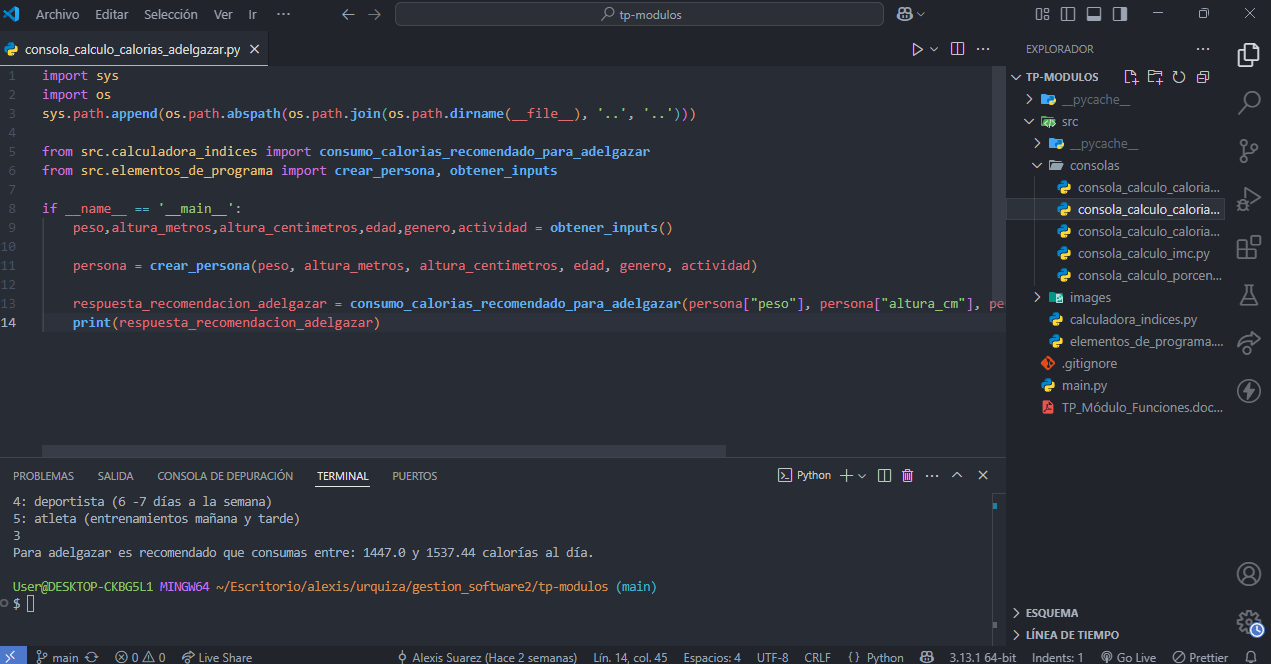 Archivo Editar Selección Ver Ir ··· tp-modulos
consola_calculo_calorias_adelgazar.py
1 import sys
2 import os
3 sys.path.append(os.path.abspath(os.path.join(os.path.dirname(__file__), '..', '..')))
4
5 from src.calculadora_indices import consumo_calorias_recomendado_para_adelgazar
6 from src.elementos_de_programa import crear_persona, obtener_inputs
7
8 if __name__ == '__main__':
9 peso,altura_metros,altura_centimetros,edad,genero,actividad = obtener_inputs()
10
11 persona = crear_persona(peso, altura_metros, altura_centimetros, edad, genero, actividad)
12
13 respuesta_recomendacion_adelgazar = consumo_calorias_recomendado_para_adelgazar(persona["peso"], persona["altura_cm"], pe
14 print(respuesta_recomendacion_adelgazar)
EXPLORADOR
TP-MODULOS
__pycache__
src
__pycache__
consolas
consola_calculo_caloria...
consola_calculo_caloria...
consola_calculo_caloria...
consola_calculo_imc.py
consola_calculo_porcen...
images
calculadora_indices.py
elementos_de_programa....
.gitignore
main.py
TP_Módulo_Funciones.doc...
ESQUEMA
LÍNEA DE TIEMPO
PROBLEMAS SALIDA CONSOLA DE DEPURACIÓN TERMINAL PUERTOS Python
4: deportista (6 -7 días a la semana)
5: atleta (entrenamientos mañana y tarde)
3
Para adelgazar es recomendado que consumas entre: 1447.0 y 1537.44 calorías al día.
User@DESKTOP-CKBG5L1 MINGW64 ~/Escritorio/alexis/urquiza/gestion_software2/tp-modulos (main)
$
main 0 0 Live Share Alexis Suarez (Hace 2 semanas) Lín. 14, col. 45 Espacios: 4 UTF-8 CRLF {} Python 3.13.1 64-bit Indents: 1 Go Live Prettier